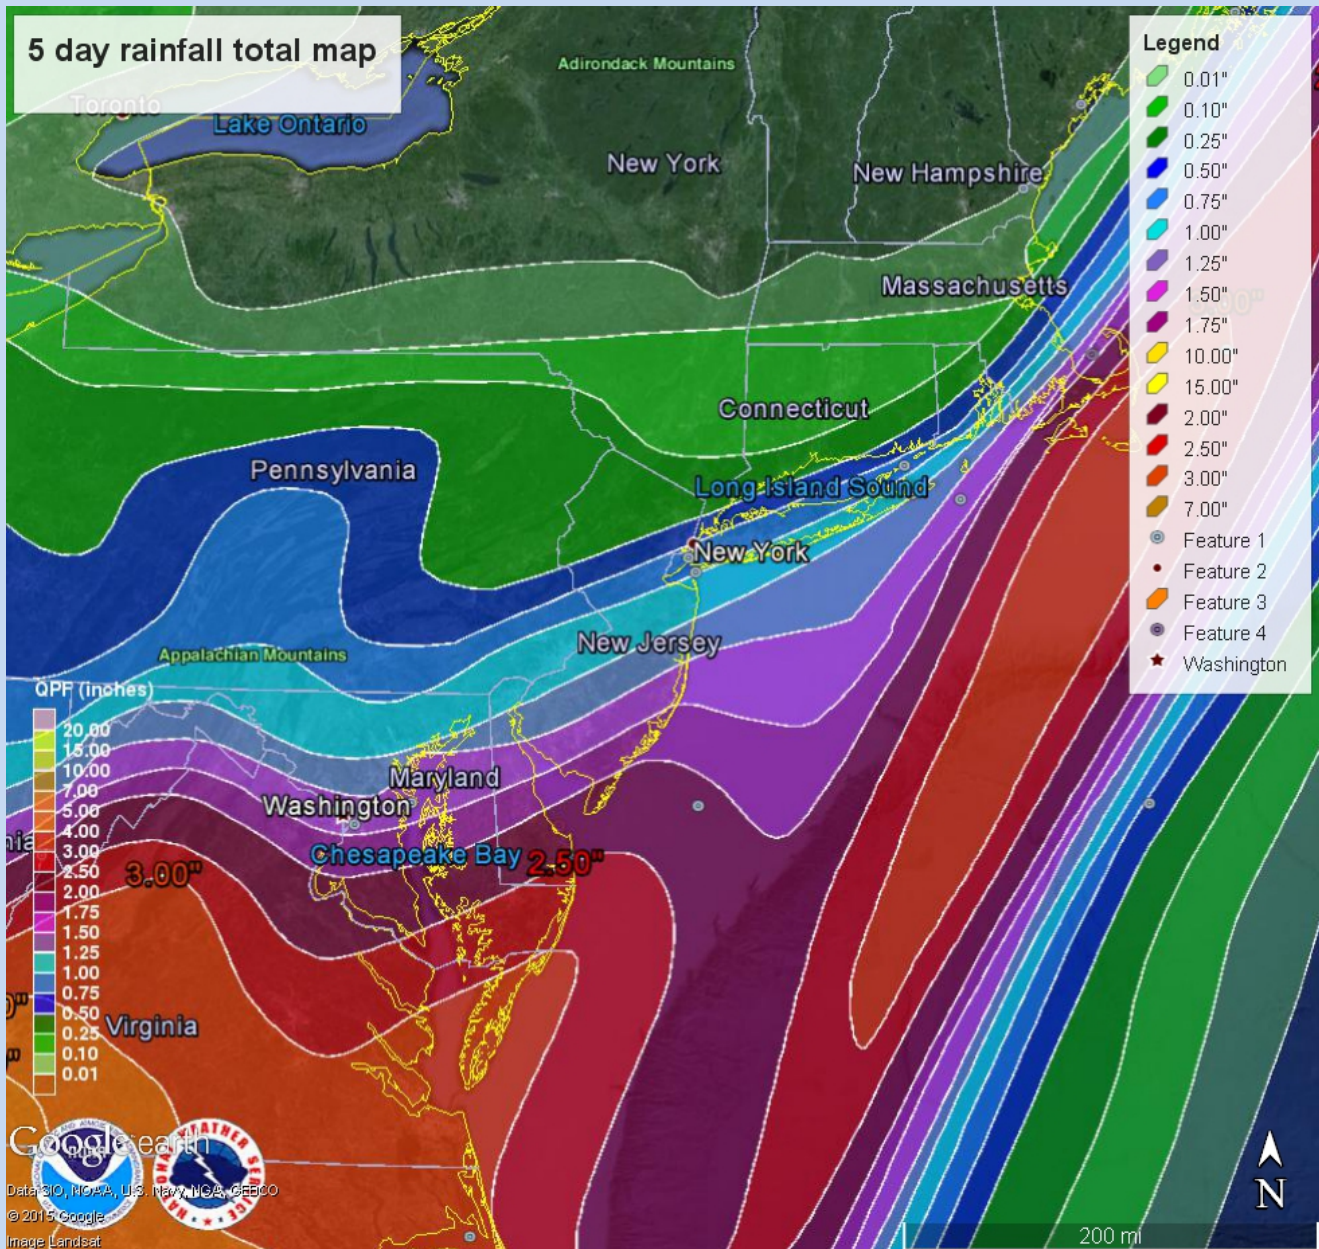 5 day rainfall total map
Toronto
Lake Ontario
Adirondack Mountains
New York
New Hampshire
Massachusetts
Connecticut
Pennsylvania
Long Island Sound
New York
New Jersey
Appalachian Mountains
Maryland
Washington
Chesapeake Bay
2.50"
3.00"
Virginia
Legend
0.01"
0.10"
0.25"
0.50"
0.75"
1.00"
1.25"
1.50"
1.75"
10.00"
15.00"
2.00"
2.50"
3.00"
7.00"
Feature 1
Feature 2
Feature 3
Feature 4
Washington
QPF (inches)
20.00
15.00
10.00
7.00
5.00
4.00
3.00
2.50
2.00
1.75
1.50
1.25
1.00
0.75
0.50
0.25
0.10
0.01
Google earth
Data SIO, NOAA, U.S. Navy, NGA, GEBCO
© 2015 Google
Image Landsat
200 mi
N